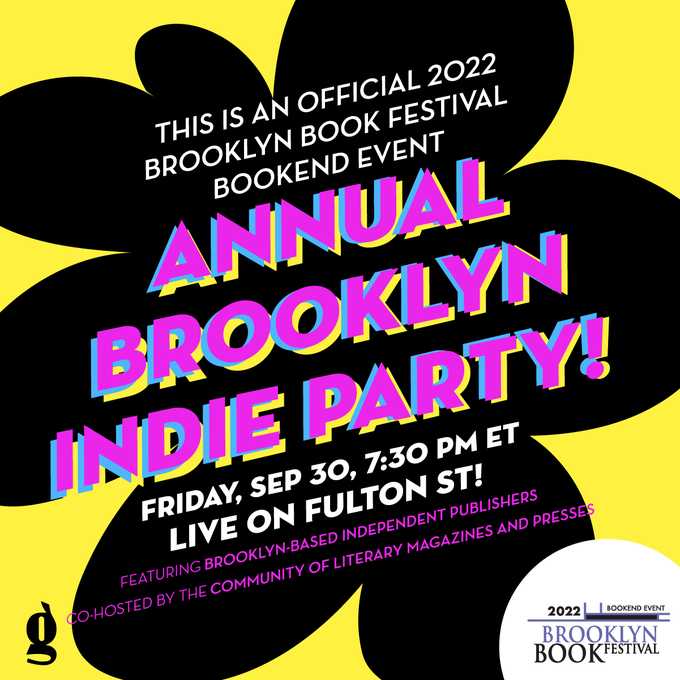 THIS IS AN OFFICIAL 2022
BROOKLYN BOOK FESTIVAL
BOOKEND EVENT
ANNUAL
BROOKLYN
INDIE PARTY!
FRIDAY, SEP 30, 7:30 PM ET
LIVE ON FULTON ST!
FEATURING BROOKLYN-BASED INDEPENDENT PUBLISHERS
CO-HOSTED BY THE COMMUNITY OF LITERARY MAGAZINES AND PRESSES
g
2022 BOOKEND EVENT
BROOKLYN
BOOK FESTIVAL